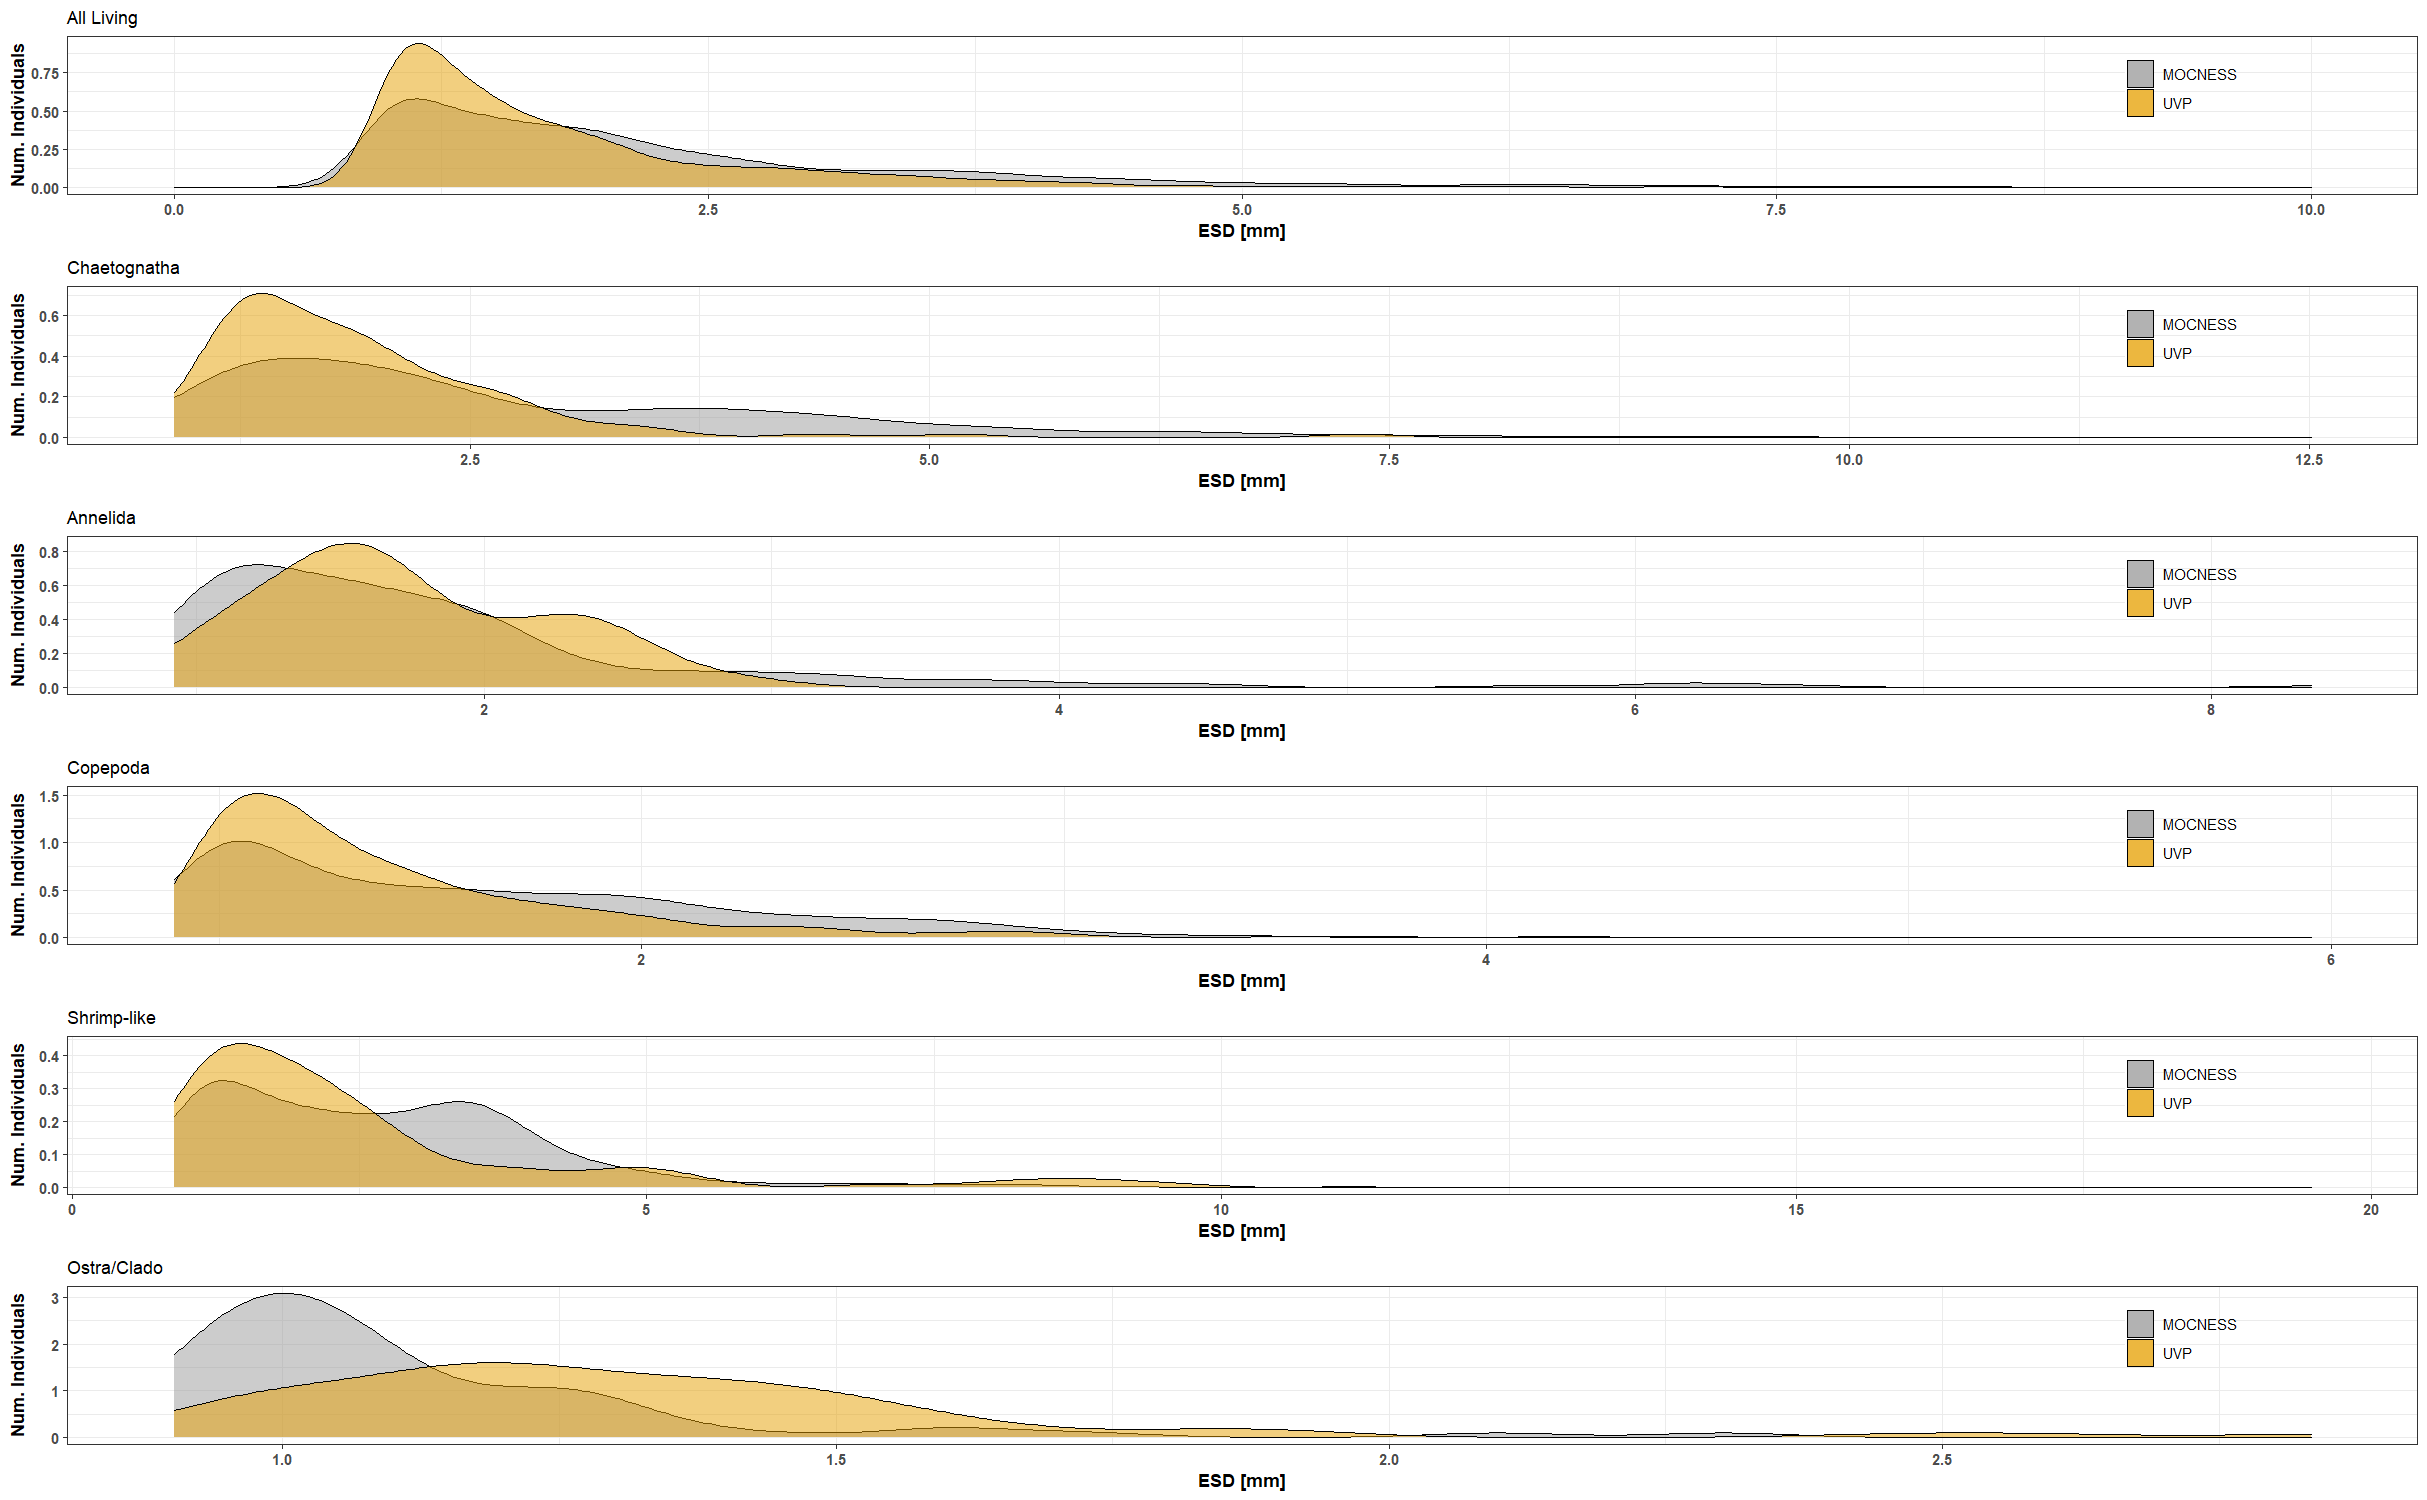 All Living
Num. Individuals
0.75
0.50
0.25
0.00
MOCNESS
UVP
0.0 2.5 5.0 7.5 10.0
ESD [mm]
Chaetognatha
Num. Individuals
0.6
0.4
0.2
0.0
MOCNESS
UVP
2.5 5.0 7.5 10.0 12.5
ESD [mm]
Annelida
Num. Individuals
0.8
0.6
0.4
0.2
0.0
MOCNESS
UVP
2 4 6 8
ESD [mm]
Copepoda
Num. Individuals
1.5
1.0
0.5
0.0
MOCNESS
UVP
2 4 6
ESD [mm]
Shrimp-like
Num. Individuals
0.4
0.3
0.2
0.1
0.0
MOCNESS
UVP
0 5 10 15 20
ESD [mm]
Ostra/Clado
Num. Individuals
3
2
1
0
MOCNESS
UVP
1.0 1.5 2.0 2.5
ESD [mm]